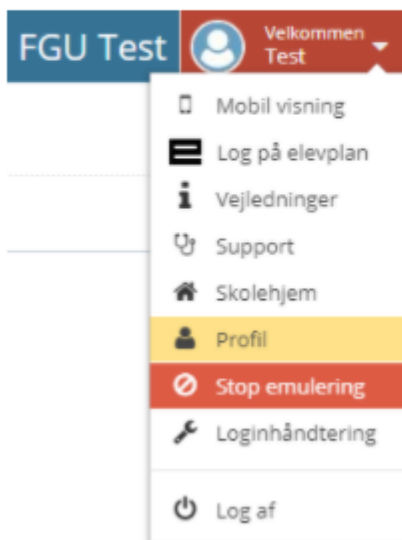 FGU Test
Velkommen
Test
Mobil visning
Log på elevplan
Vejledninger
Support
Skolehjem
Profil
Stop emulering
Loginhåndtering
Log af